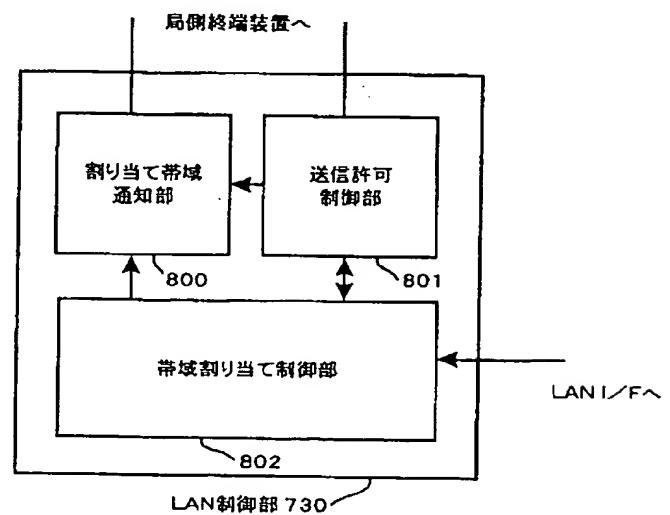 局側終端装置へ
割り当て帯域
通知部
送信許可
制御部
800
801
帯域割り当て制御部
LAN I/Fへ
802
LAN制御部 730